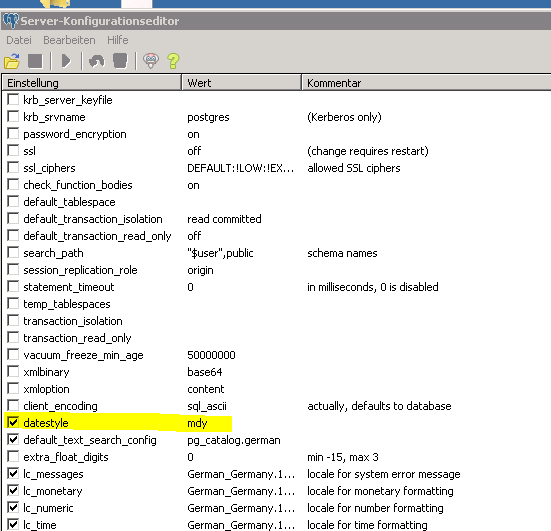 Server-Konfigurationseditor
Datei Bearbeiten Hilfe
Einstellung Wert Kommentar
krb_server_keyfile
krb_srvname postgres (Kerberos only)
password_encryption on
ssl off (change requires restart)
ssl_ciphers DEFAULT:!LOW:!EX... allowed SSL ciphers
check_function_bodies on
default_tablespace
default_transaction_isolation read committed
default_transaction_read_only off
search_path "$user",public schema names
session_replication_role origin
statement_timeout 0 in milliseconds, 0 is disabled
temp_tablespaces
transaction_isolation
transaction_read_only
vacuum_freeze_min_age 50000000
xmlbinary base64
xmloption content
client_encoding sql_ascii actually, defaults to database
datestyle mdy
default_text_search_config pg_catalog.german
extra_float_digits 0 min -15, max 3
lc_messages German_Germany.1... locale for system error message
lc_monetary German_Germany.1... locale for monetary formatting
lc_numeric German_Germany.1... locale for number formatting
lc_time German_Germany.1... locale for time formatting